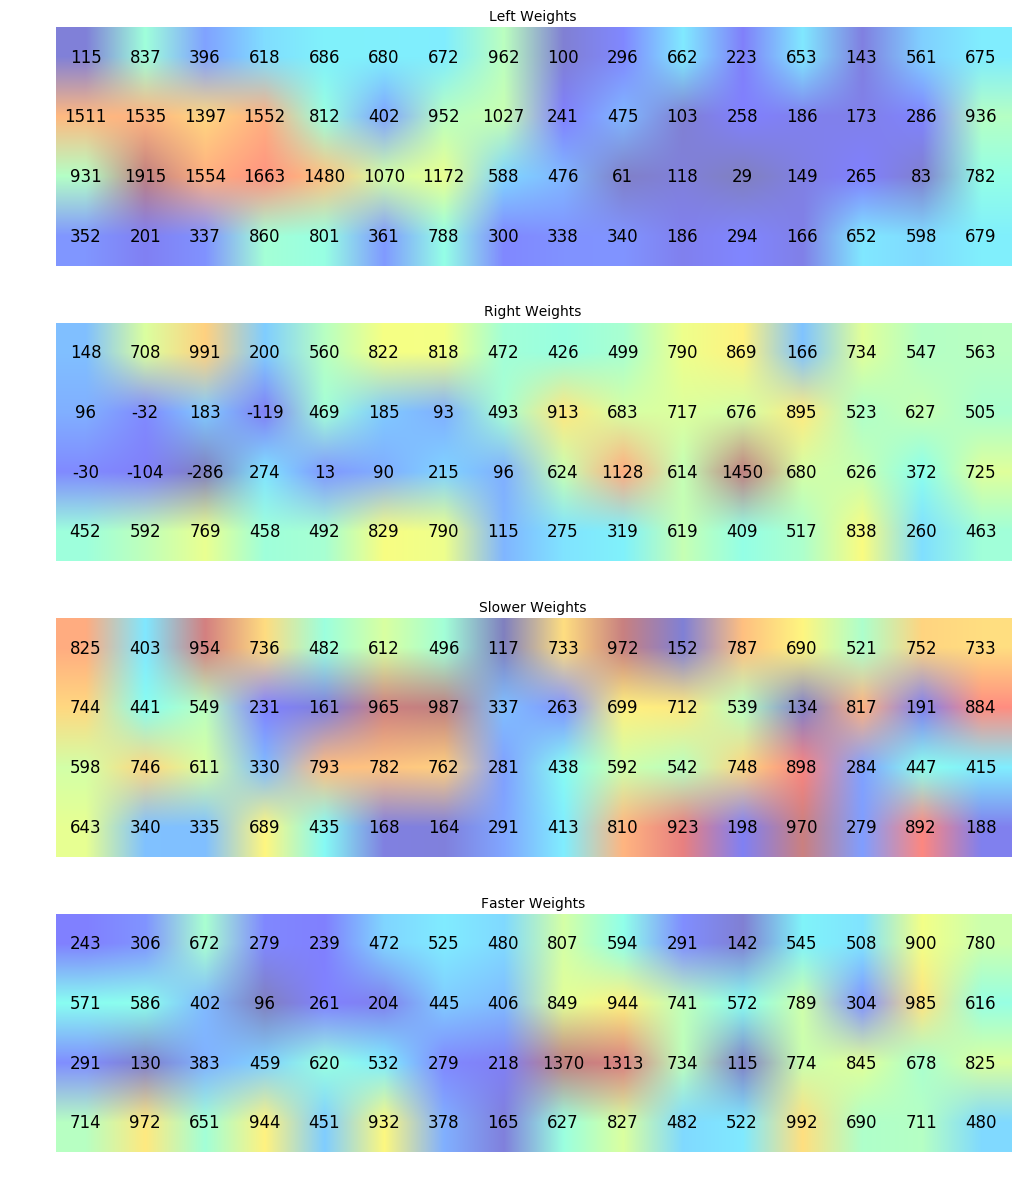 Left Weights
115 837 396 618 686 680 672 962 100 296 662 223 653 143 561 675
1511 1535 1397 1552 812 402 952 1027 241 475 103 258 186 173 286 936
931 1915 1554 1663 1480 1070 1172 588 476 61 118 29 149 265 83 782
352 201 337 860 801 361 788 300 338 340 186 294 166 652 598 679
Right Weights
148 708 991 200 560 822 818 472 426 499 790 869 166 734 547 563
96 -32 183 -119 469 185 93 493 913 683 717 676 895 523 627 505
-30 -104 -286 274 13 90 215 96 624 1128 614 1450 680 626 372 725
452 592 769 458 492 829 790 115 275 319 619 409 517 838 260 463
Slower Weights
825 403 954 736 482 612 496 117 733 972 152 787 690 521 752 733
744 441 549 231 161 965 987 337 263 699 712 539 134 817 191 884
598 746 611 330 793 782 762 281 438 592 542 748 898 284 447 415
643 340 335 689 435 168 164 291 413 810 923 198 970 279 892 188
Faster Weights
243 306 672 279 239 472 525 480 807 594 291 142 545 508 900 780
571 586 402 96 261 204 445 406 849 944 741 572 789 304 985 616
291 130 383 459 620 532 279 218 1370 1313 734 115 774 845 678 825
714 972 651 944 451 932 378 165 627 827 482 522 992 690 711 480